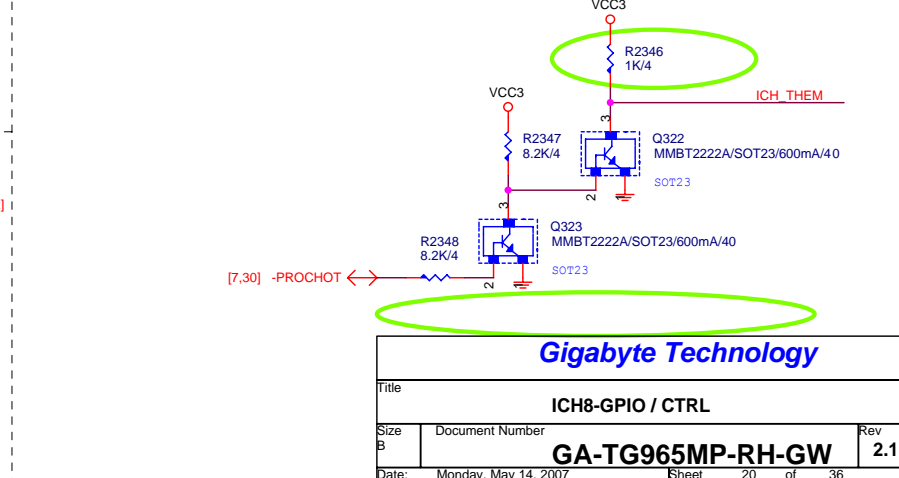 VCC3
R2346
1K/4
ICH_THEM
VCC3
3
R2347
8.2K/4
Q322
MMBT2222A/SOT23/600mA/40
SOT23
2
1
3
Q323
MMBT2222A/SOT23/600mA/40
SOT23
R2348
8.2K/4
[7,30] -PROCHOT
2
1
]
Gigabyte Technology
Title
ICH8-GPIO / CTRL
Size
B
Document Number
GA-TG965MP-RH-GW
Rev
2.1
Date: Monday, May 14, 2007 Sheet 20 of 36